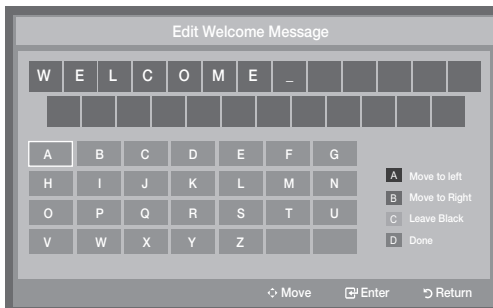 Edit Welcome Message
W E L C O M E _
A B C D E F G
H I J K L M N
O P Q R S T U
V W X Y Z
A Move to left
B Move to Right
C Leave Black
D Done
Move Enter Return